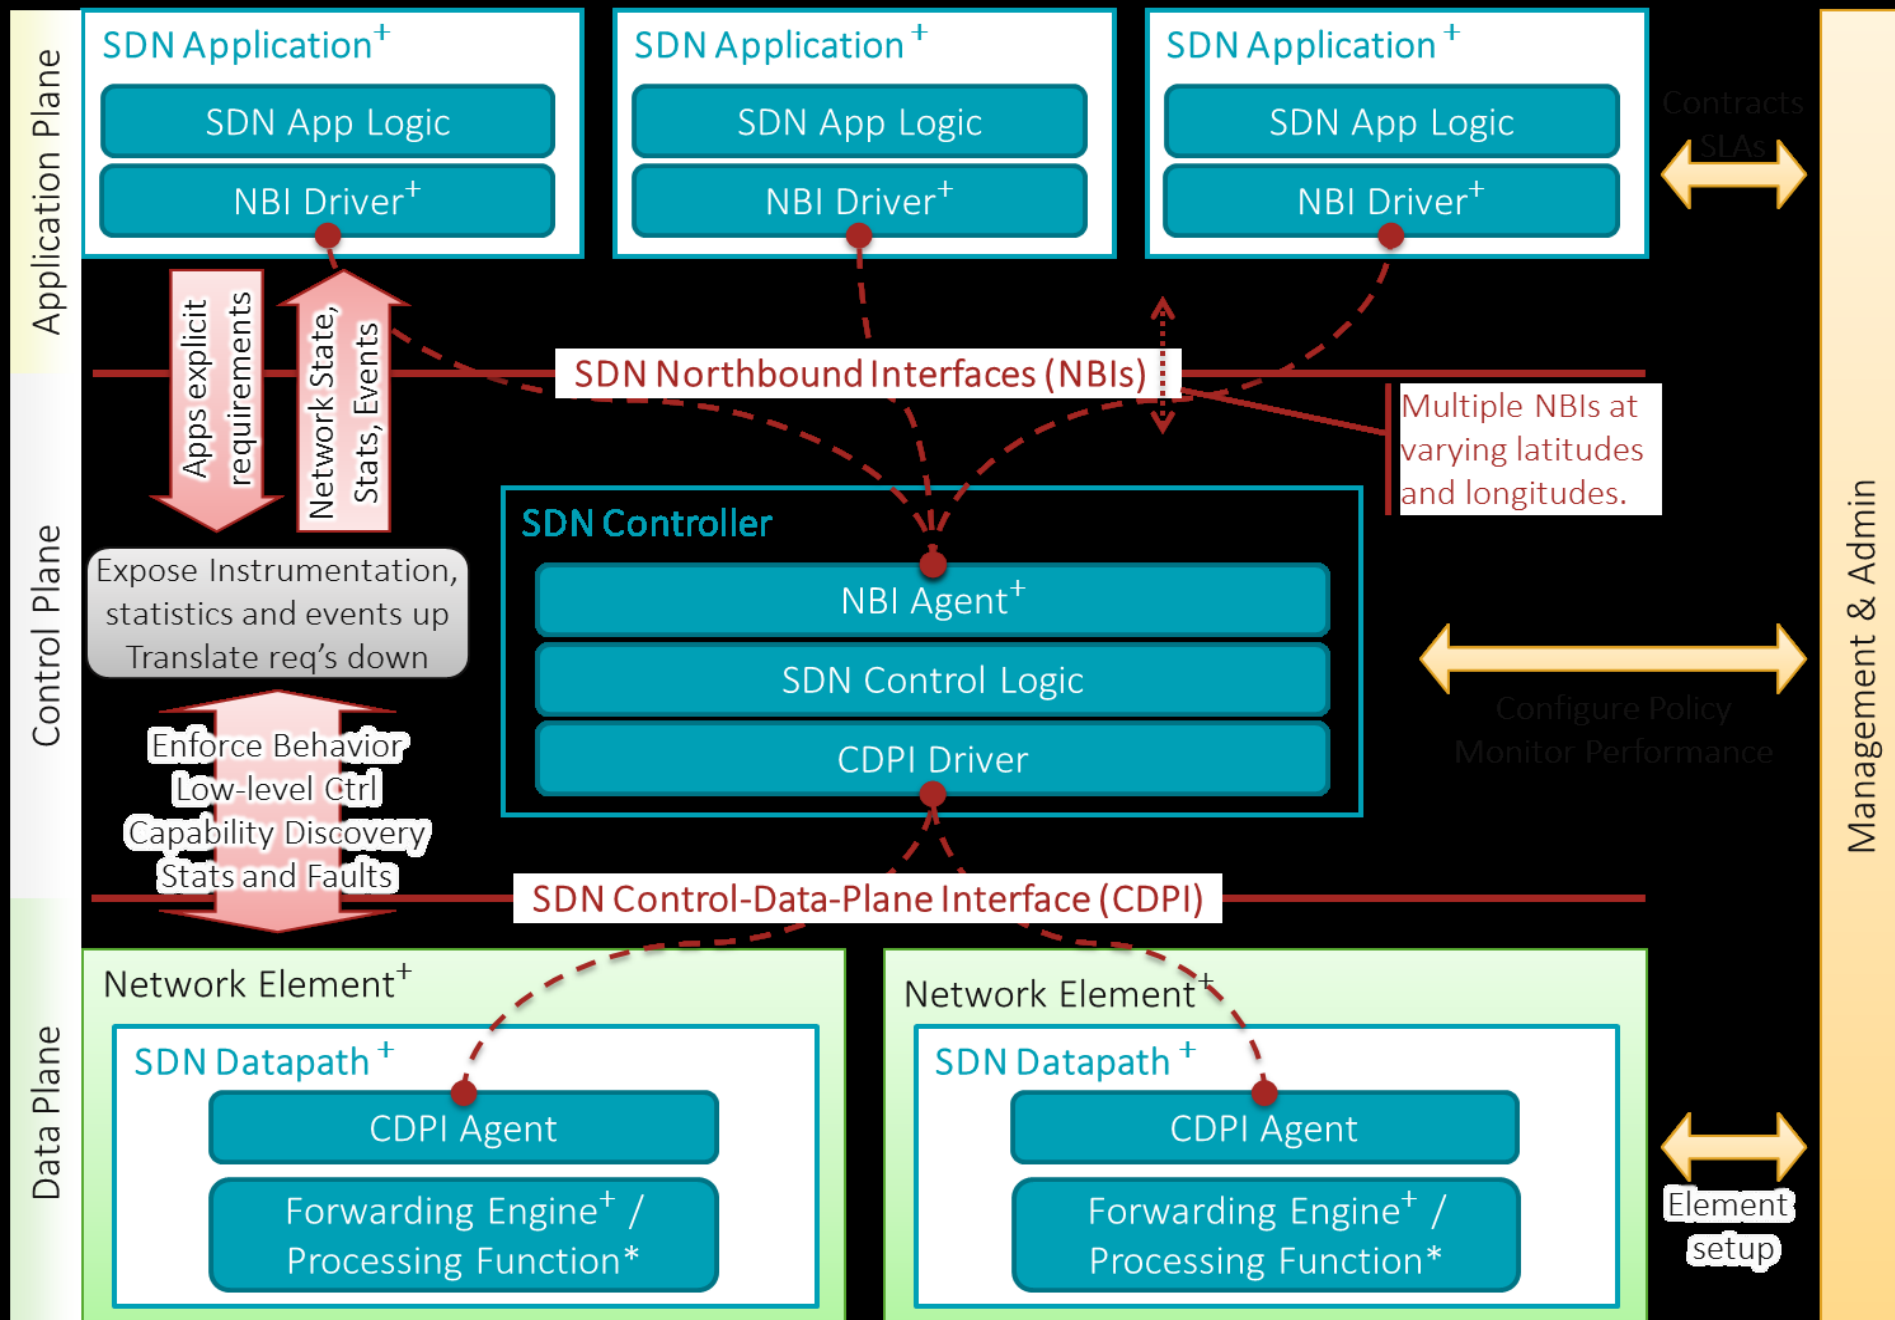 Application Plane
SDN Application+
SDN App Logic
NBI Driver+
SDN Application +
SDN App Logic
NBI Driver+
SDN Application +
SDN App Logic
NBI Driver+
Contracts
SLAs
Apps explicit
requirements
Network State,
Stats, Events
SDN Northbound Interfaces (NBIs)
Multiple NBIs at
varying latitudes
and longitudes.
Control Plane
Expose Instrumentation,
statistics and events up
Translate req's down
SDN Controller
NBI Agent+
SDN Control Logic
CDPI Driver
Configure Policy
Monitor Performance
Management & Admin
Enforce Behavior
Low-level Ctrl
Capability Discovery
Stats and Faults
SDN Control-Data-Plane Interface (CDPI)
Data Plane
Network Element+
SDN Datapath +
CDPI Agent
Forwarding Engine+ /
Processing Function*
Network Element+
SDN Datapath +
CDPI Agent
Forwarding Engine+ /
Processing Function*
Element
setup